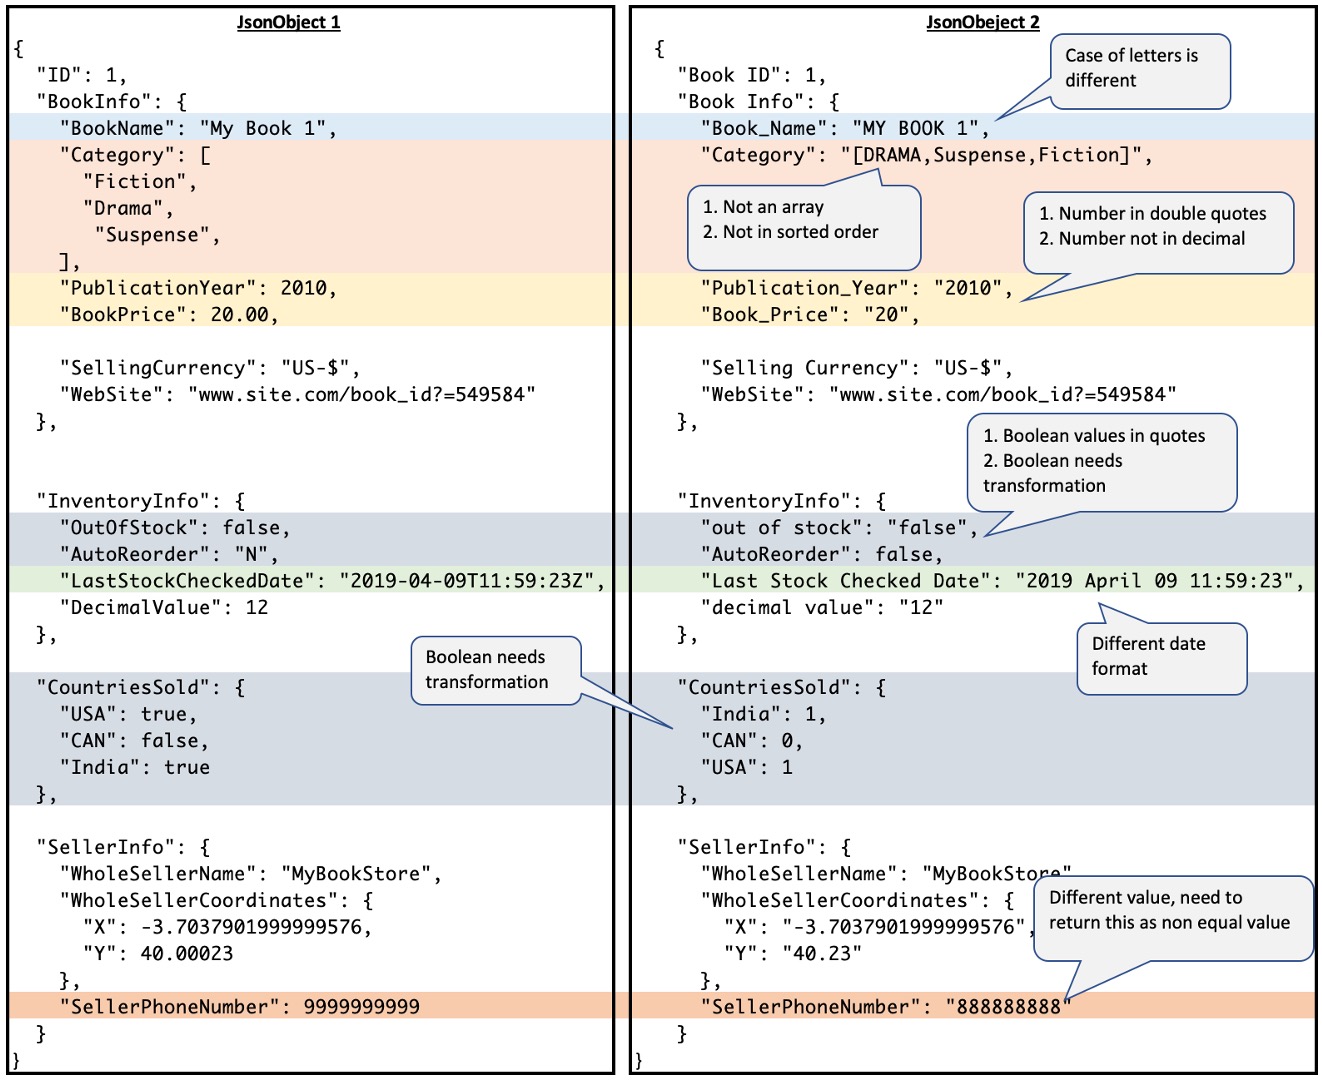 JsonObject 1
{
"ID": 1,
"BookInfo": {
"BookName": "My Book 1",
"Category": [
"Fiction",
"Drama",
"Suspense",
],
"PublicationYear": 2010,
"BookPrice": 20.00,
"SellingCurrency": "US-$",
"WebSite": "www.site.com/book_id?=549584"
},
"InventoryInfo": {
"OutOfStock": false,
"AutoReorder": "N",
"LastStockCheckedDate": "2019-04-09T11:59:23Z",
"DecimalValue": 12
},
Boolean needs
transformation
"CountriesSold": {
"USA": true,
"CAN": false,
"India": true
},
"SellerInfo": {
"WholeSellerName": "MyBookStore",
"WholeSellerCoordinates": {
"X": -3.7037901999999576,
"Y": 40.00023
},
"SellerPhoneNumber": 9999999999
}
}
JsonObeject 2
{
"Book ID": 1,
"Book Info": {
Case of letters is
different
"Book_Name": "MY BOOK 1",
"Category": "[DRAMA,Suspense,Fiction]",
1. Not an array
2. Not in sorted order
1. Number in double quotes
2. Number not in decimal
"Publication_Year": "2010",
"Book_Price": "20",
"Selling Currency": "US-$",
"WebSite": "www.site.com/book_id?=549584"
},
1. Boolean values in quotes
2. Boolean needs
transformation
"InventoryInfo": {
"out of stock": "false",
"AutoReorder": false,
"Last Stock Checked Date": "2019 April 09 11:59:23",
"decimal value": "12"
},
Different date
format
"CountriesSold": {
"India": 1,
"CAN": 0,
"USA": 1
},
"SellerInfo": {
"WholeSellerName": "MyBookStore"
"WholeSellerCoordinates": {
"X": "-3.7037901999999576",
"Y": "40.23"
},
Different value, need to
return this as non equal value
"SellerPhoneNumber": "888888888"
}
}